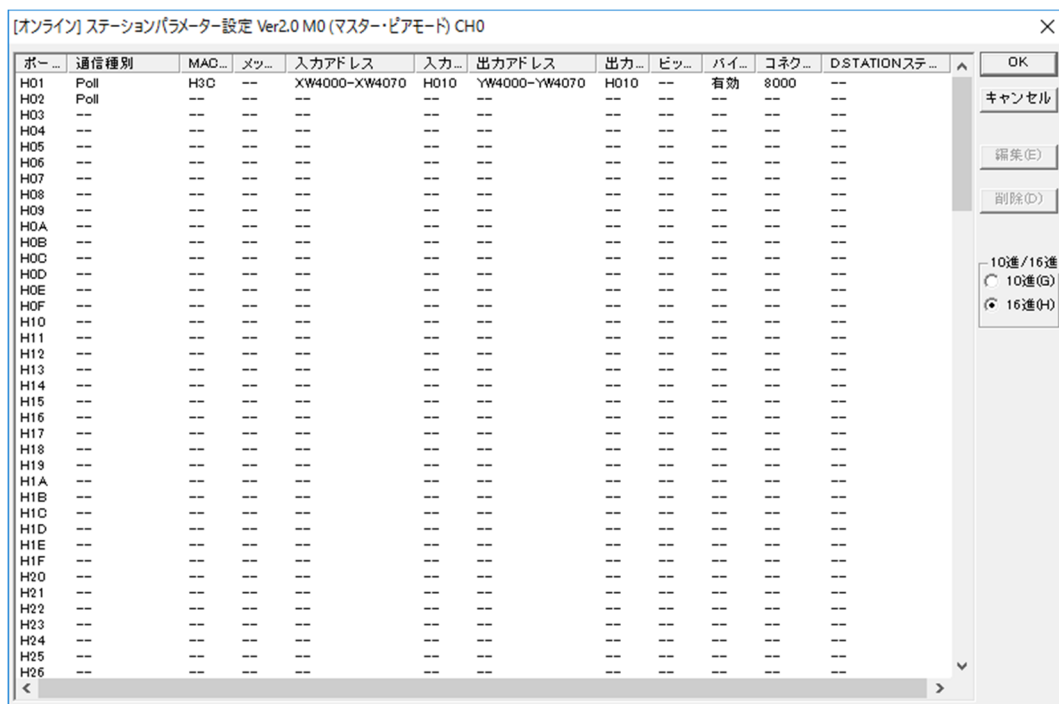 [オンライン] ステーションパラメーター設定 Ver2.0 M0 (マスター・ピアモード) CH0
ポー... 通信種別 MAC... メッ... 入力アドレス 入力... 出力アドレス 出力... ビッ... バイ... コネク... D.STATIONステ...
H01 Poll H3C -- XW4000-XW4070 H010 YW4000-YW4070 H010 -- 有効 8000 --
H02 Poll
H03 -- -- -- -- -- -- -- -- -- -- --
H04 -- -- -- -- -- -- -- -- -- -- --
H05 -- -- -- -- -- -- -- -- -- -- --
H06 -- -- -- -- -- -- -- -- -- -- --
H07 -- -- -- -- -- -- -- -- -- -- --
H08 -- -- -- -- -- -- -- -- -- -- --
H09 -- -- -- -- -- -- -- -- -- -- --
H0A -- -- -- -- -- -- -- -- -- -- --
H0B -- -- -- -- -- -- -- -- -- -- --
H0C -- -- -- -- -- -- -- -- -- -- --
H0D -- -- -- -- -- -- -- -- -- -- --
H0E -- -- -- -- -- -- -- -- -- -- --
H0F -- -- -- -- -- -- -- -- -- -- --
H10 -- -- -- -- -- -- -- -- -- -- --
H11 -- -- -- -- -- -- -- -- -- -- --
H12 -- -- -- -- -- -- -- -- -- -- --
H13 -- -- -- -- -- -- -- -- -- -- --
H14 -- -- -- -- -- -- -- -- -- -- --
H15 -- -- -- -- -- -- -- -- -- -- --
H16 -- -- -- -- -- -- -- -- -- -- --
H17 -- -- -- -- -- -- -- -- -- -- --
H18 -- -- -- -- -- -- -- -- -- -- --
H19 -- -- -- -- -- -- -- -- -- -- --
H1A -- -- -- -- -- -- -- -- -- -- --
H1B -- -- -- -- -- -- -- -- -- -- --
H1C -- -- -- -- -- -- -- -- -- -- --
H1D -- -- -- -- -- -- -- -- -- -- --
H1E -- -- -- -- -- -- -- -- -- -- --
H1F -- -- -- -- -- -- -- -- -- -- --
H20 -- -- -- -- -- -- -- -- -- -- --
H21 -- -- -- -- -- -- -- -- -- -- --
H22 -- -- -- -- -- -- -- -- -- -- --
H23 -- -- -- -- -- -- -- -- -- -- --
H24 -- -- -- -- -- -- -- -- -- -- --
H25 -- -- -- -- -- -- -- -- -- -- --
H26 -- -- -- -- -- -- -- -- -- -- --
OK
キャンセル
編集(E)
削除(D)
10進/16進
10進(G)
16進(H)